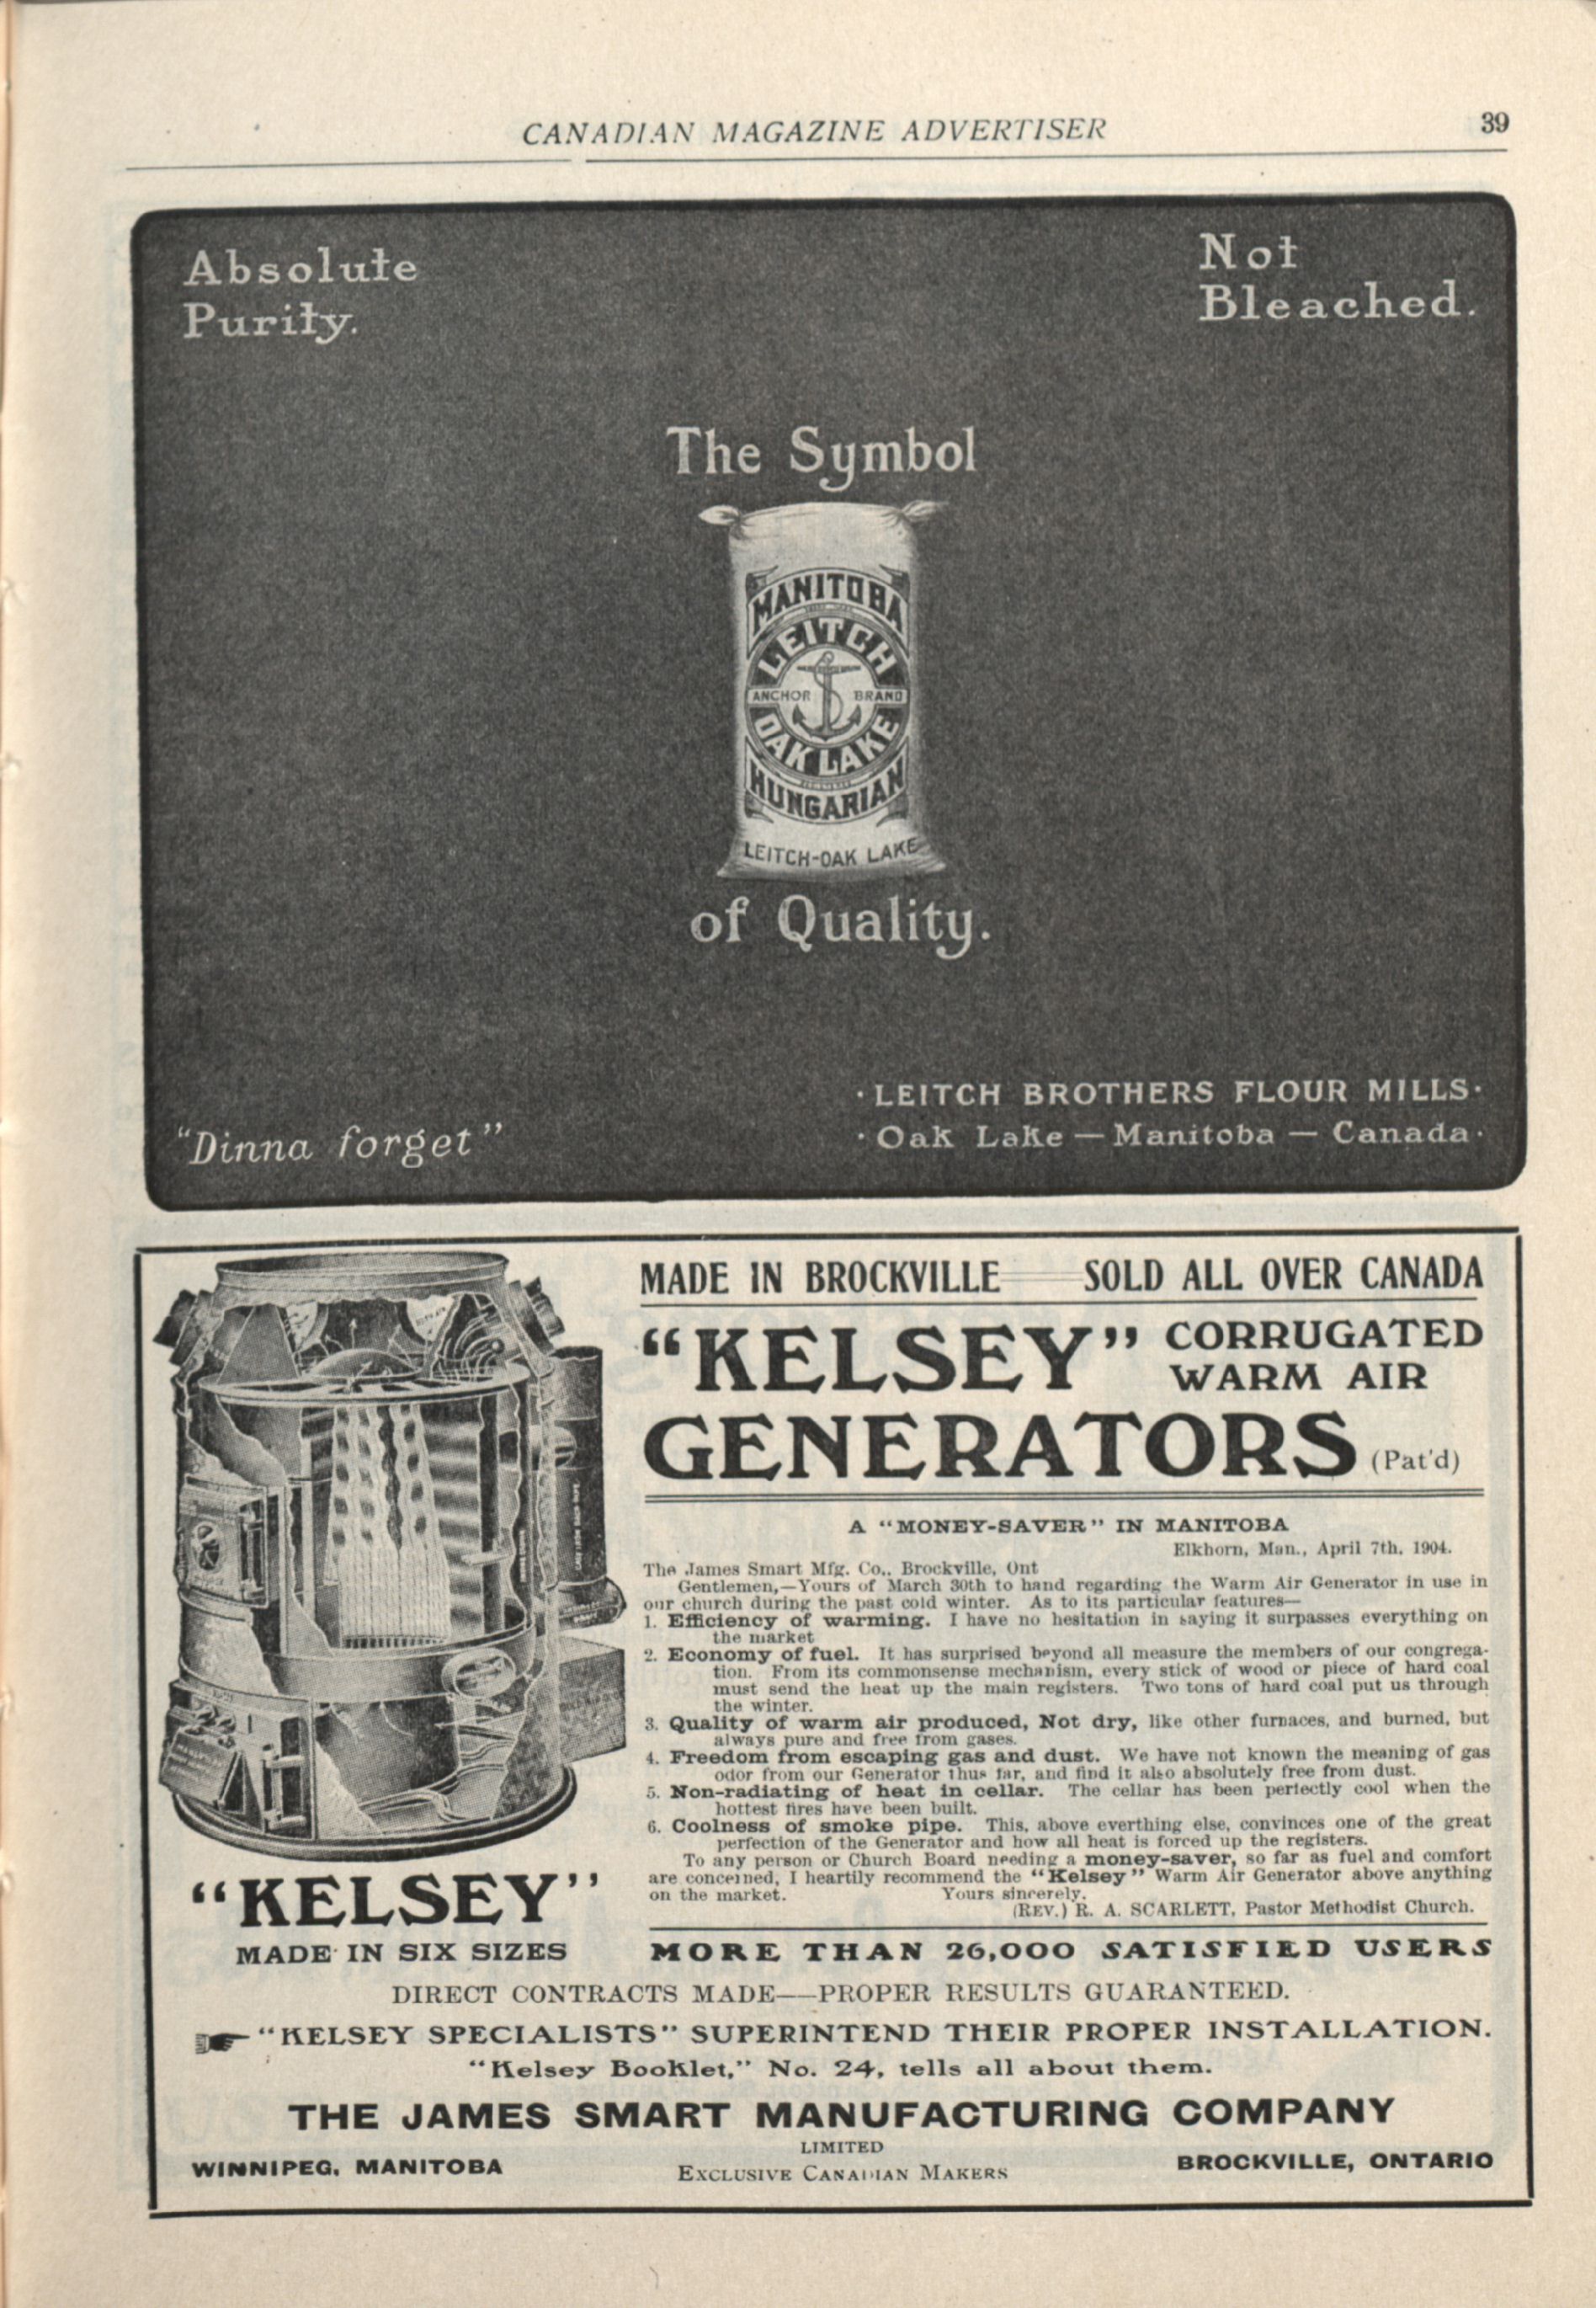 CANADIAN MAGAZINE ADVERTISER
39
Absolute
Purity.
Not
Bleached.
The Symbol
MANITOBA
LEITCH
ANCHOR BRAND
OAK LAKE
HUNGARIAN
LEITCH-OAK LAKE
of Quality.
"Dinna forget"
· LEITCH BROTHERS FLOUR MILLS ·
· Oak Lake — Manitoba — Canada ·
MADE IN BROCKVILLE SOLD ALL OVER CANADA
"KELSEY" CORRUGATED
WARM AIR
GENERATORS (Pat'd)
A "MONEY-SAVER" IN MANITOBA
Elkhorn, Man., April 7th, 1904.
The James Smart Mfg. Co., Brockville, Ont
Gentlemen,—Yours of March 30th to hand regarding the Warm Air Generator in use in
our church during the past cold winter. As to its particular features—
1. Efficiency of warming. I have no hesitation in saying it surpasses everything on
the market
2. Economy of fuel. It has surprised beyond all measure the members of our congrega-
tion. From its commonsense mechanism, every stick of wood or piece of hard coal
must send the heat up the main registers. Two tons of hard coal put us through
the winter.
3. Quality of warm air produced, Not dry, like other furnaces, and burned, but
always pure and free from gases.
4. Freedom from escaping gas and dust. We have not known the meaning of gas
odor from our Generator thus far, and find it also absolutely free from dust.
5. Non-radiating of heat in cellar. The cellar has been perfectly cool when the
hottest fires have been built.
6. Coolness of smoke pipe. This, above everthing else, convinces one of the great
perfection of the Generator and how all heat is forced up the registers.
To any person or Church Board needing a money-saver, so far as fuel and comfort
are concerned, I heartily recommend the "Kelsey" Warm Air Generator above anything
on the market. Yours sincerely,
(REV.) R. A. SCARLETT, Pastor Methodist Church.
"KELSEY"
MADE IN SIX SIZES
MORE THAN 26,000 SATISFIED USERS
DIRECT CONTRACTS MADE——PROPER RESULTS GUARANTEED.
"KELSEY SPECIALISTS" SUPERINTEND THEIR PROPER INSTALLATION.
"Kelsey Booklet," No. 24, tells all about them.
THE JAMES SMART MANUFACTURING COMPANY
LIMITED
WINNIPEG, MANITOBA
EXCLUSIVE CANADIAN MAKERS
BROCKVILLE, ONTARIO